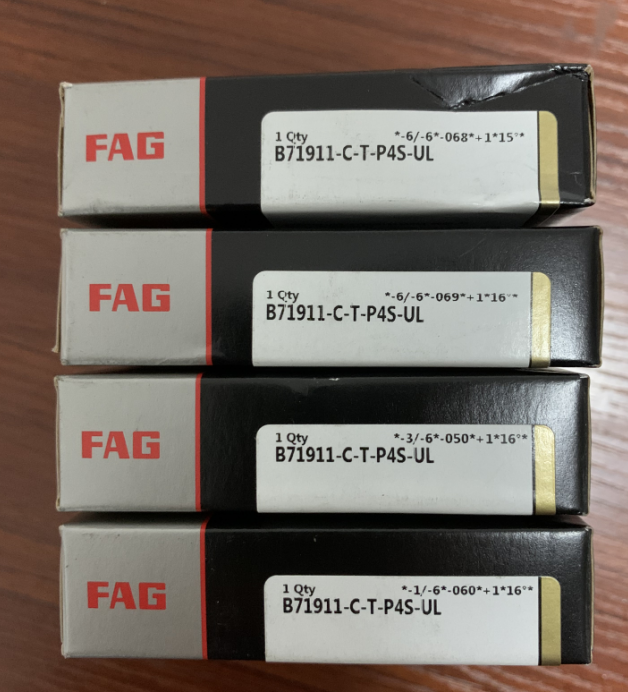 FAG
1 Qty *-6/-6*-068*+1*15°*
B71911-C-T-P4S-UL
FAG
1 Qty *-6/-6*-069*+1*16°*
B71911-C-T-P4S-UL
FAG
1 Qty *-3/-6*-050*+1*16°*
B71911-C-T-P4S-UL
FAG
1 Qty *-1/-6*-060*+1*16°*
B71911-C-T-P4S-UL